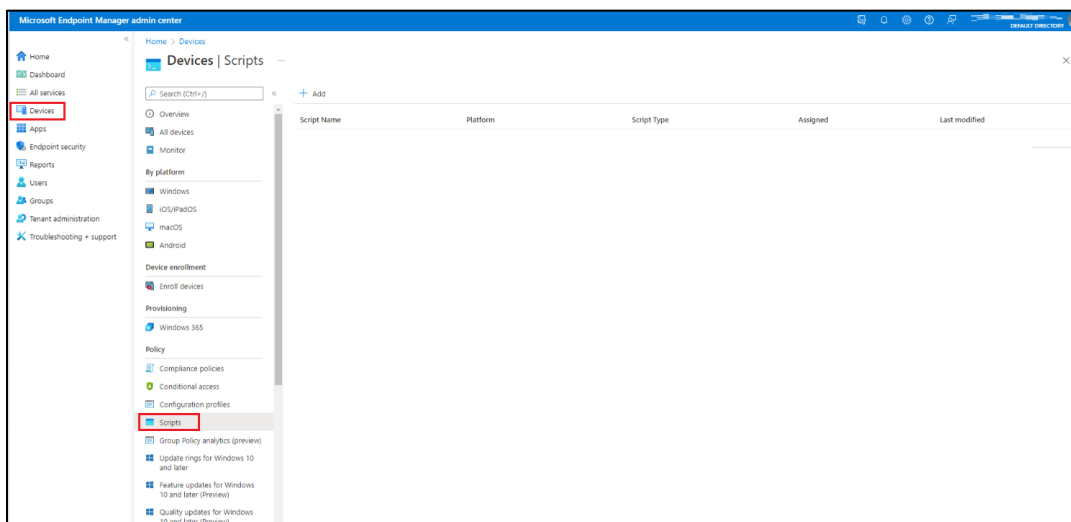 Microsoft Endpoint Manager admin center
DEFAULT DIRECTORY
Home
Dashboard
All services
Devices
Apps
Endpoint security
Reports
Users
Groups
Tenant administration
Troubleshooting + support
Home > Devices
Devices | Scripts
Search (Ctrl+/)
Overview
All devices
Monitor
By platform
Windows
iOS/iPadOS
macOS
Android
Device enrollment
Enroll devices
Provisioning
Windows 365
Policy
Compliance policies
Conditional access
Configuration profiles
Scripts
Group Policy analytics (preview)
Update rings for Windows 10
and later
Feature updates for Windows
10 and later (Preview)
Quality updates for Windows
10 and later (Preview)
+ Add
Script Name Platform Script Type Assigned Last modified